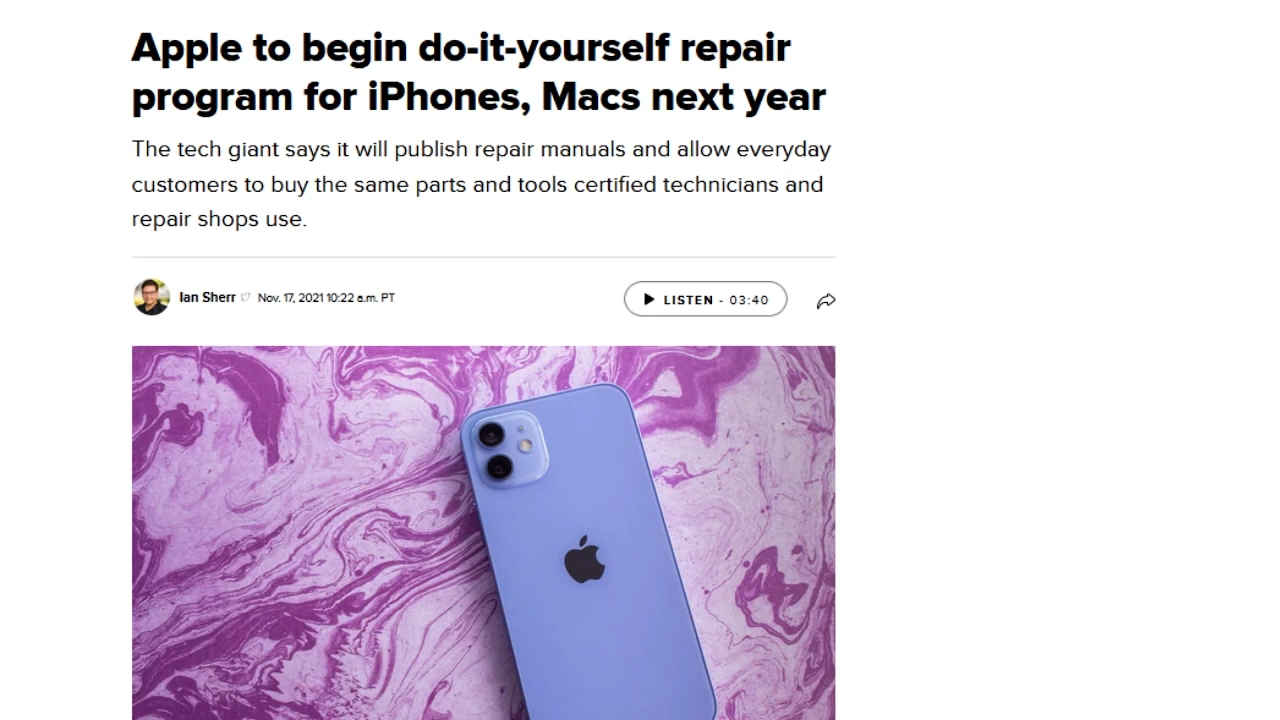 Apple to begin do-it-yourself repair
program for iPhones, Macs next year
The tech giant says it will publish repair manuals and allow everyday
customers to buy the same parts and tools certified technicians and
repair shops use.
Ian Sherr Nov. 17, 2021 10:22 a.m. PT
LISTEN - 03:40